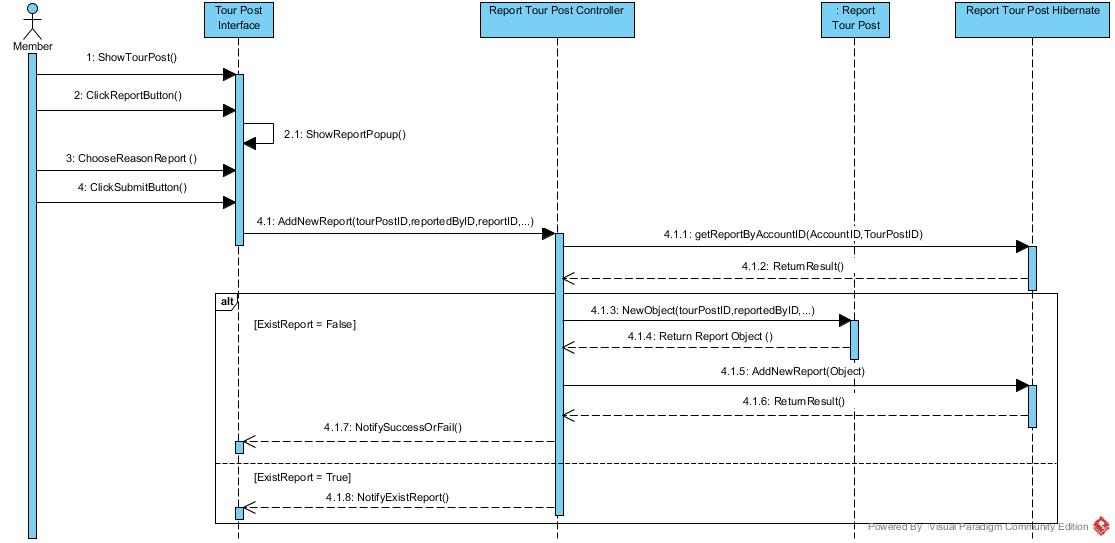 Tour Post
Interface
Report Tour Post Controller
: Report
Tour Post
Report Tour Post Hibernate
Member
1: ShowTourPost()
2: ClickReportButton()
2.1: ShowReportPopup()
3: ChooseReasonReport ()
4: ClickSubmitButton()
4.1: AddNewReport(tourPostID,reportedByID,reportID,...)
4.1.1: getReportByAccountID(AccountID,TourPostID)
4.1.2: ReturnResult()
alt
4.1.3: NewObject(tourPostID,reportedByID,...)
[ExistReport = False]
4.1.4: Return Report Object ()
4.1.5: AddNewReport(Object)
4.1.6: ReturnResult()
4.1.7: NotifySuccessOrFail()
[ExistReport = True]
4.1.8: NotifyExistReport()
Powered By Visual Paradigm Community Edition